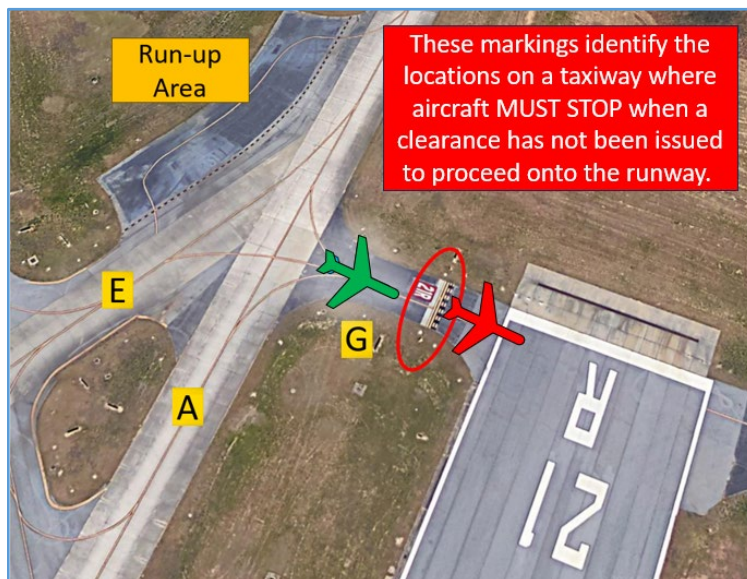 Run-up
Area
These markings identify the
locations on a taxiway where
aircraft MUST STOP when a
clearance has not been issued
to proceed onto the runway.
E
21R
G
A
21
R